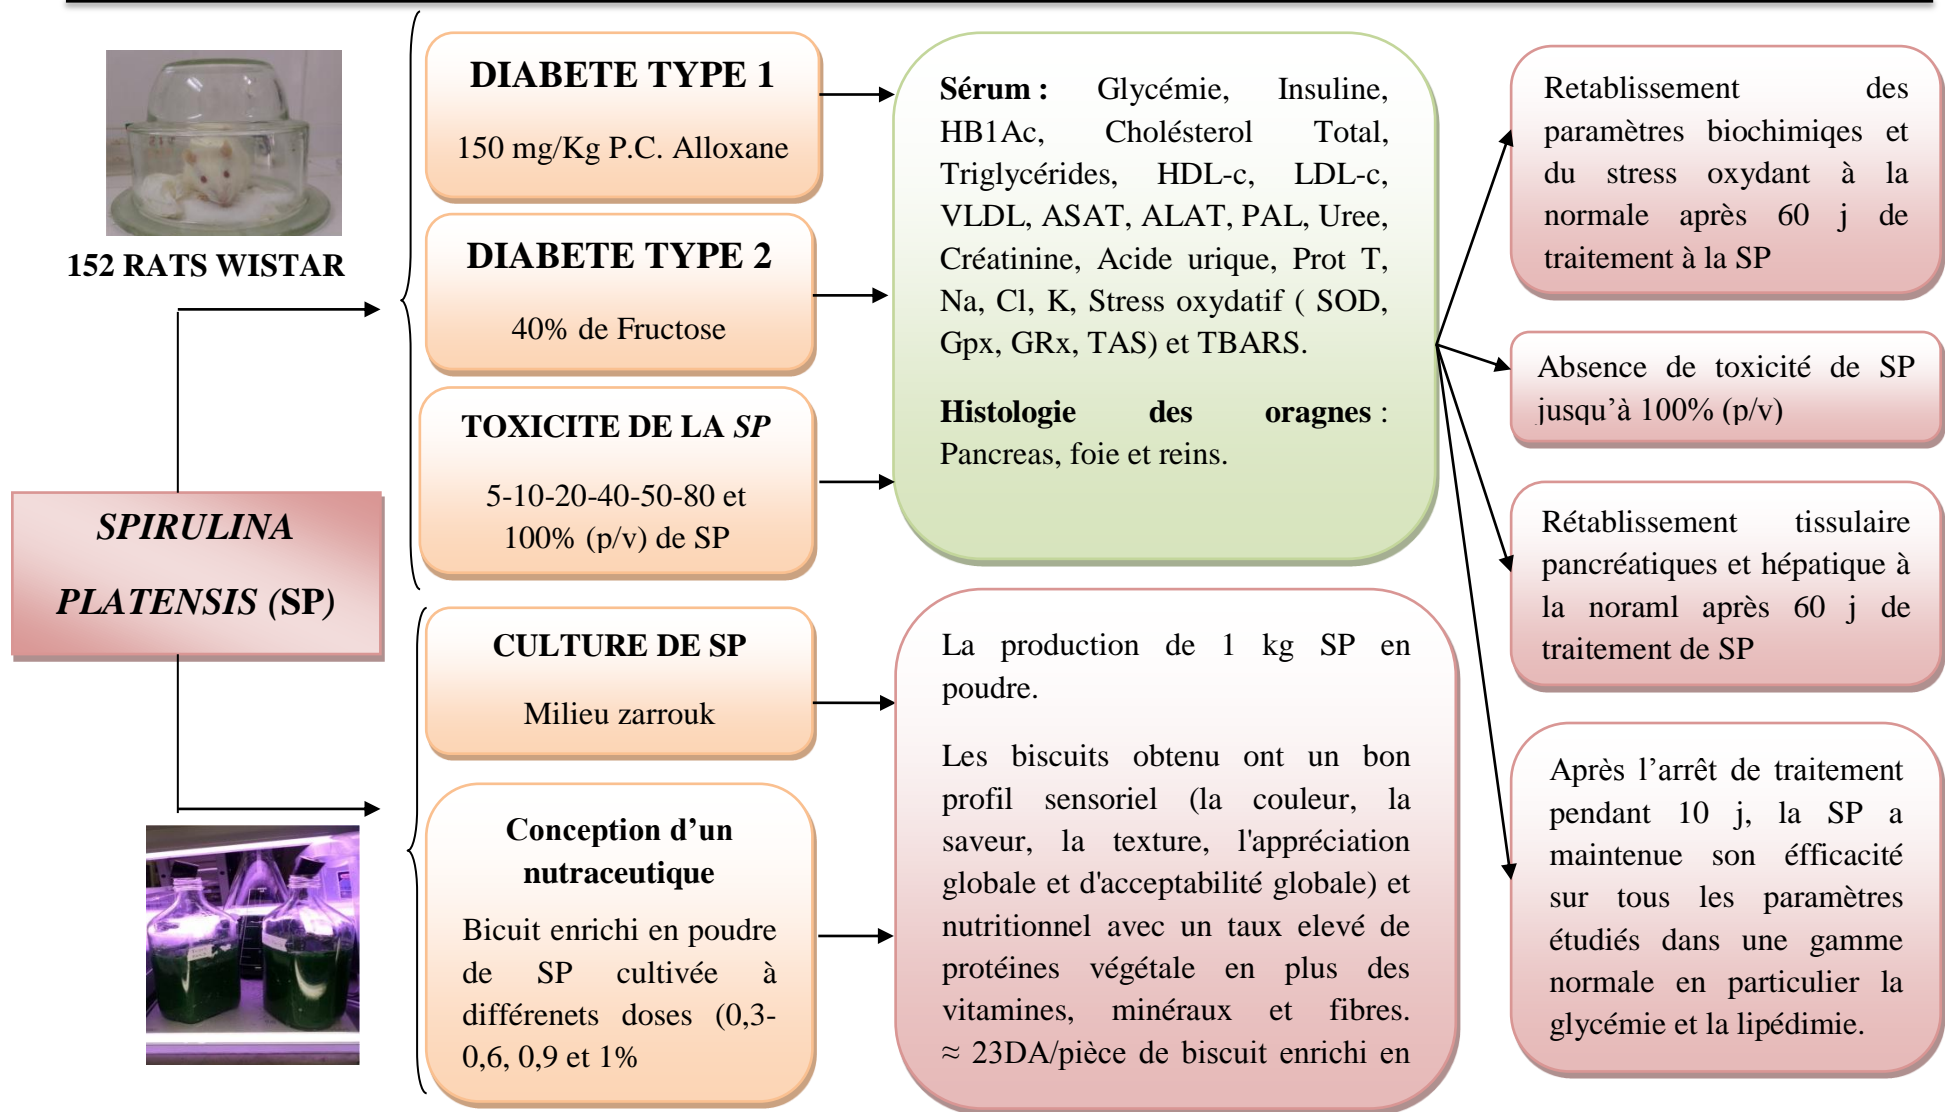 152 RATS WISTAR
SPIRULINA
PLATENSIS (SP)
DIABETE TYPE 1
150 mg/Kg P.C. Alloxane
DIABETE TYPE 2
40% de Fructose
TOXICITE DE LA SP
5-10-20-40-50-80 et
100% (p/v) de SP
CULTURE DE SP
Milieu zarrouk
Conception d’un
nutraceutique
Bicuit enrichi en poudre
de SP cultivée à
différenets doses (0,3-
0,6, 0,9 et 1%
Sérum : Glycémie, Insuline,
HB1Ac, Cholésterol Total,
Triglycérides, HDL-c, LDL-c,
VLDL, ASAT, ALAT, PAL, Uree,
Créatinine, Acide urique, Prot T,
Na, Cl, K, Stress oxydatif ( SOD,
Gpx, GRx, TAS) et TBARS.
Histologie des oragnes :
Pancreas, foie et reins.
La production de 1 kg SP en
poudre.
Les biscuits obtenu ont un bon
profil sensoriel (la couleur, la
saveur, la texture, l'appréciation
globale et d'acceptabilité globale) et
nutritionnel avec un taux elevé de
protéines végétale en plus des
vitamines, minéraux et fibres.
≈ 23DA/pièce de biscuit enrichi en
Retablissement des
paramètres biochimiqes et
du stress oxydant à la
normale après 60 j de
traitement à la SP
Absence de toxicité de SP
jusqu’à 100% (p/v)
Rétablissement tissulaire
pancréatiques et hépatique à
la noraml après 60 j de
traitement de SP
Après l’arrêt de traitement
pendant 10 j, la SP a
maintenue son éfficacité
sur tous les paramètres
étudiés dans une gamme
normale en particulier la
glycémie et la lipédimie.